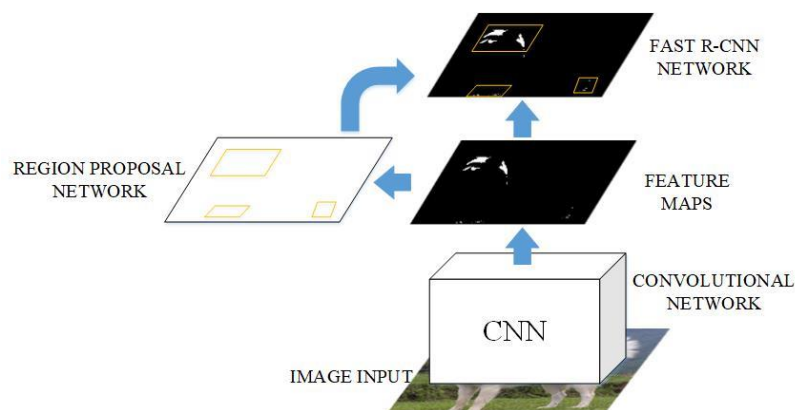 FAST R-CNN
NETWORK
REGION PROPOSAL
NETWORK
FEATURE
MAPS
CONVOLUTIONAL
NETWORK
CNN
IMAGE INPUT